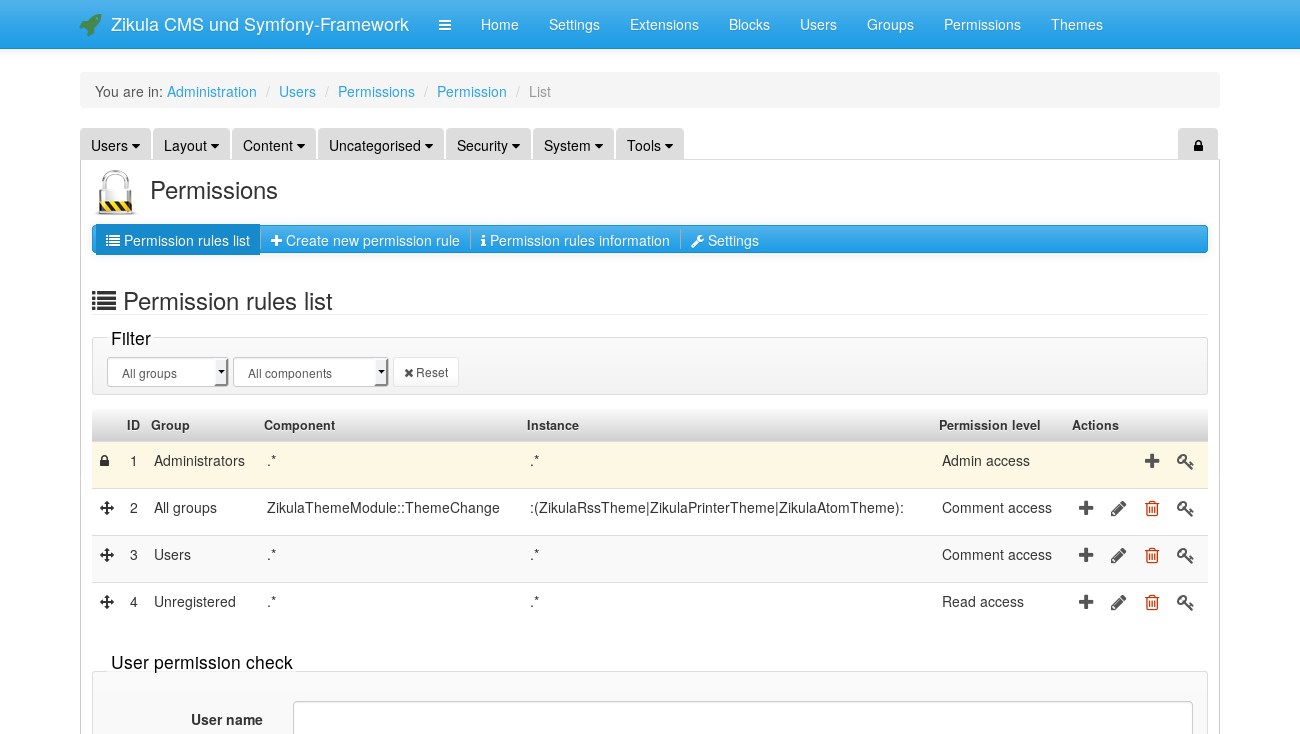 Zikula CMS und Symfony-Framework Home Settings Extensions Blocks Users Groups Permissions Themes
You are in: Administration / Users / Permissions / Permission / List
Users Layout Content Uncategorised Security System Tools
Permissions
Permission rules list Create new permission rule Permission rules information Settings
Permission rules list
Filter
All groups All components Reset
ID Group Component Instance Permission level Actions
1 Administrators .* .* Admin access
2 All groups ZikulaThemeModule::ThemeChange :(ZikulaRssTheme|ZikulaPrinterTheme|ZikulaAtomTheme): Comment access
3 Users .* .* Comment access
4 Unregistered .* .* Read access
User permission check
User name